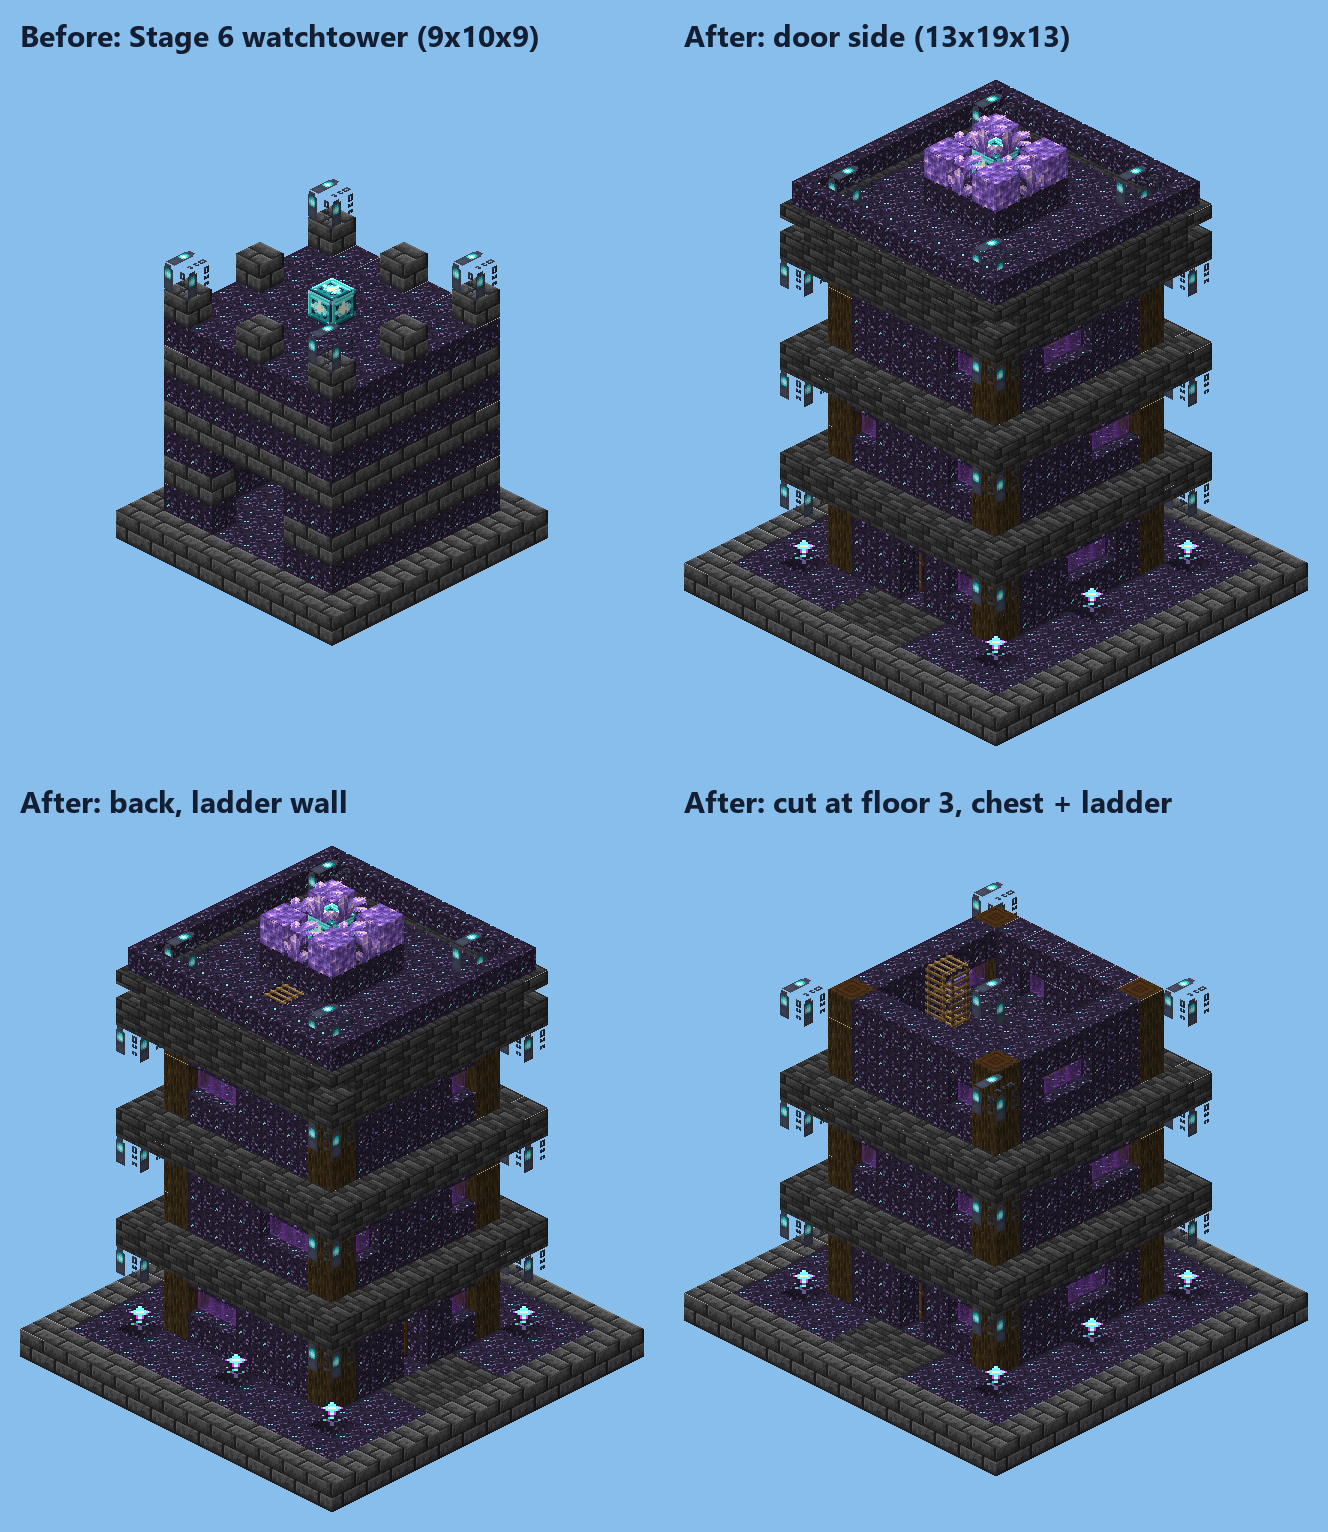 Before: Stage 6 watchtower (9x10x9)
After: door side (13x19x13)
After: back, ladder wall
After: cut at floor 3, chest + ladder